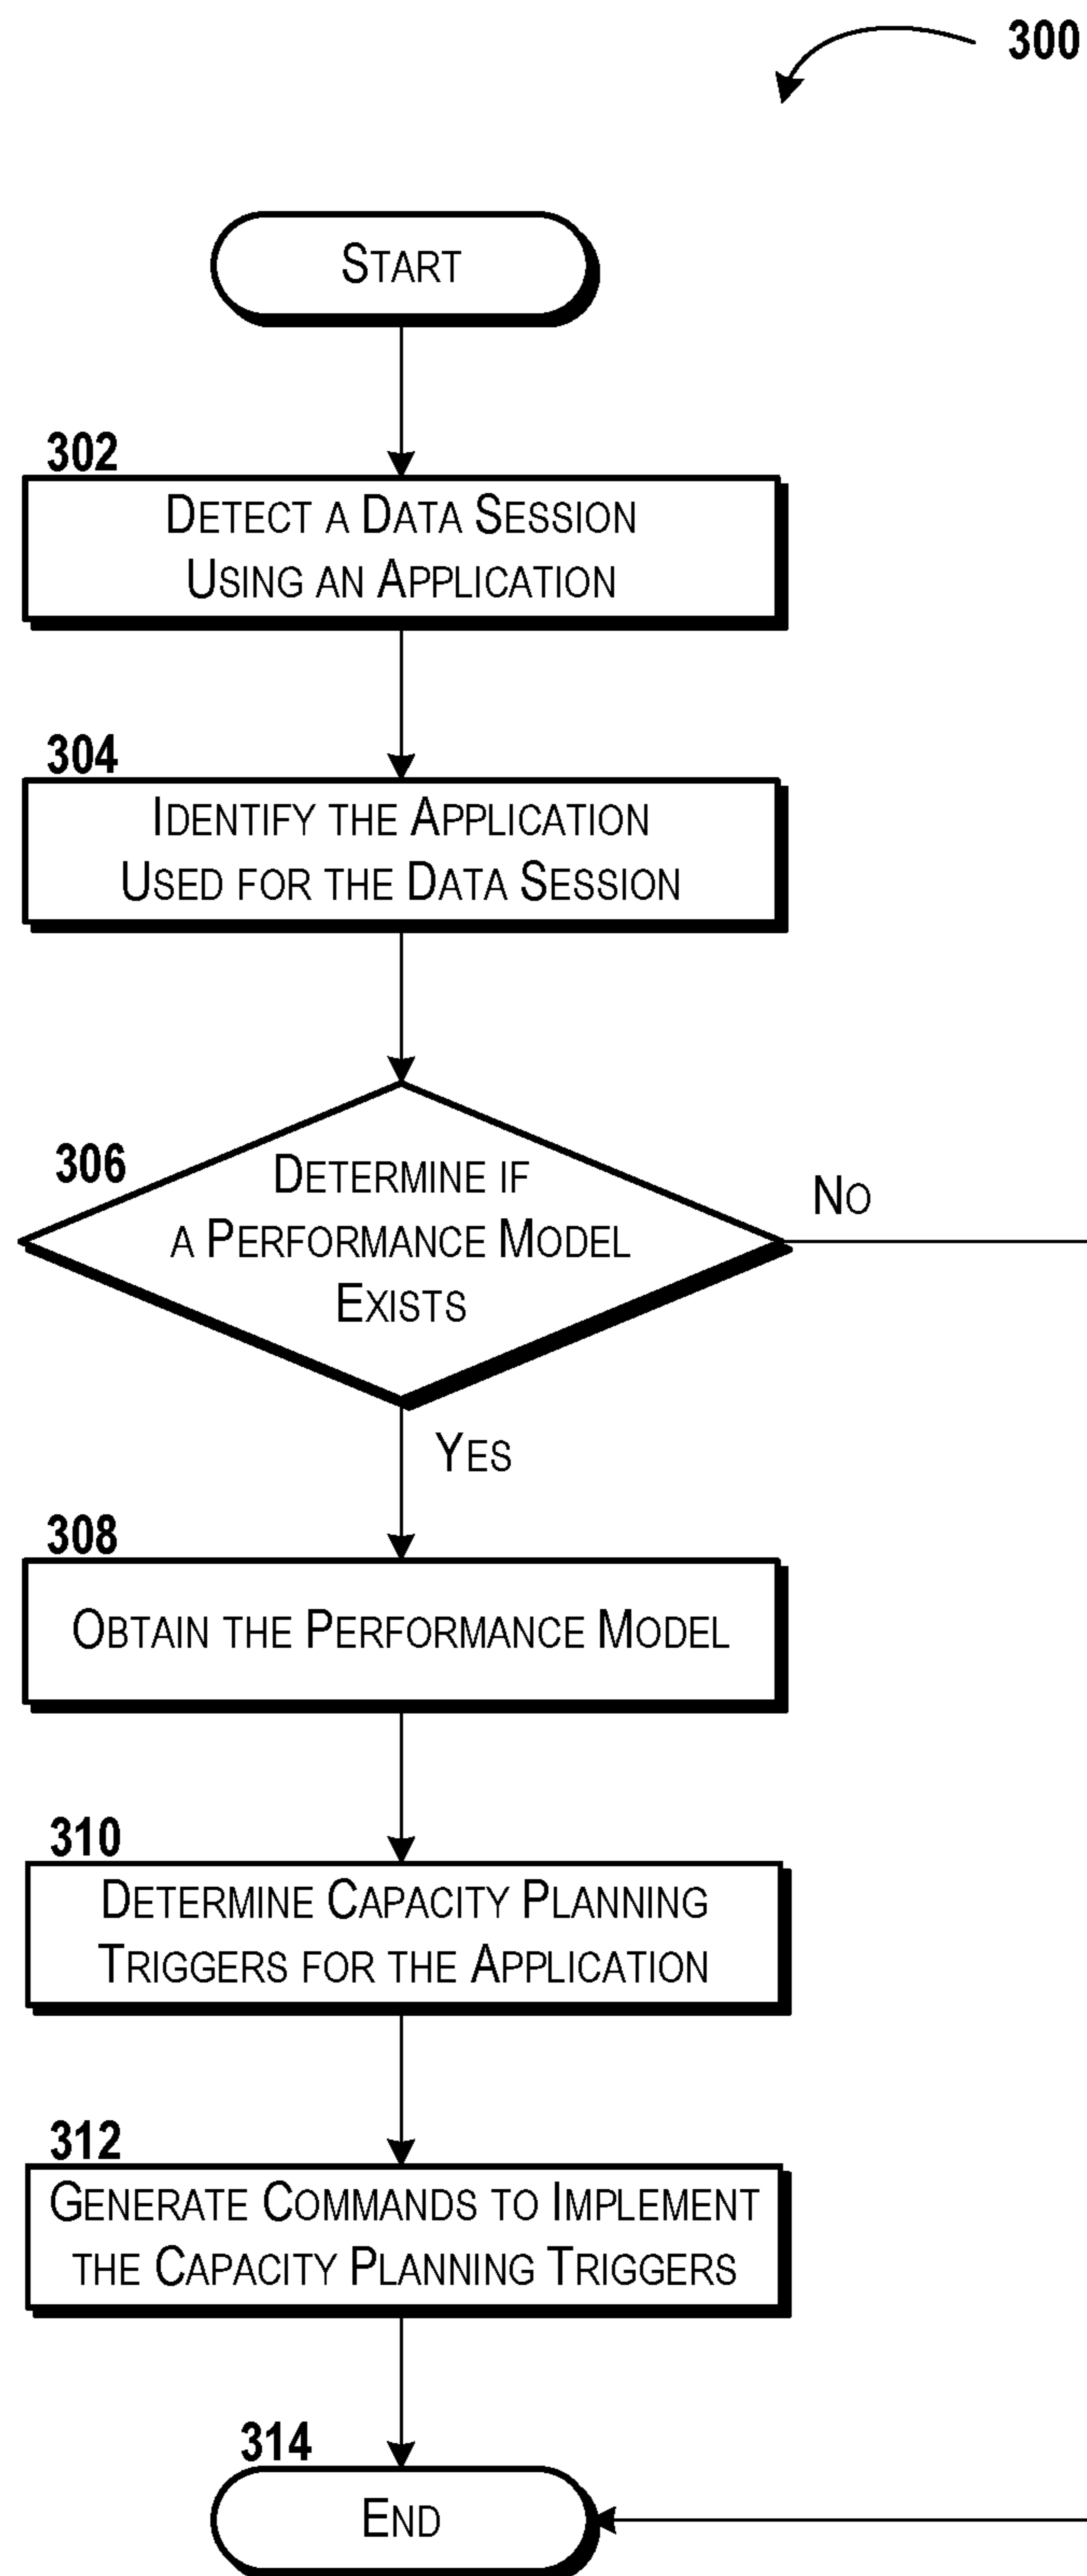 300
START
302
DETECT A DATA SESSION
USING AN APPLICATION
304
IDENTIFY THE APPLICATION
USED FOR THE DATA SESSION
306
DETERMINE IF
A PERFORMANCE MODEL
EXISTS
NO
YES
308
OBTAIN THE PERFORMANCE MODEL
310
DETERMINE CAPACITY PLANNING
TRIGGERS FOR THE APPLICATION
312
GENERATE COMMANDS TO IMPLEMENT
THE CAPACITY PLANNING TRIGGERS
314
END